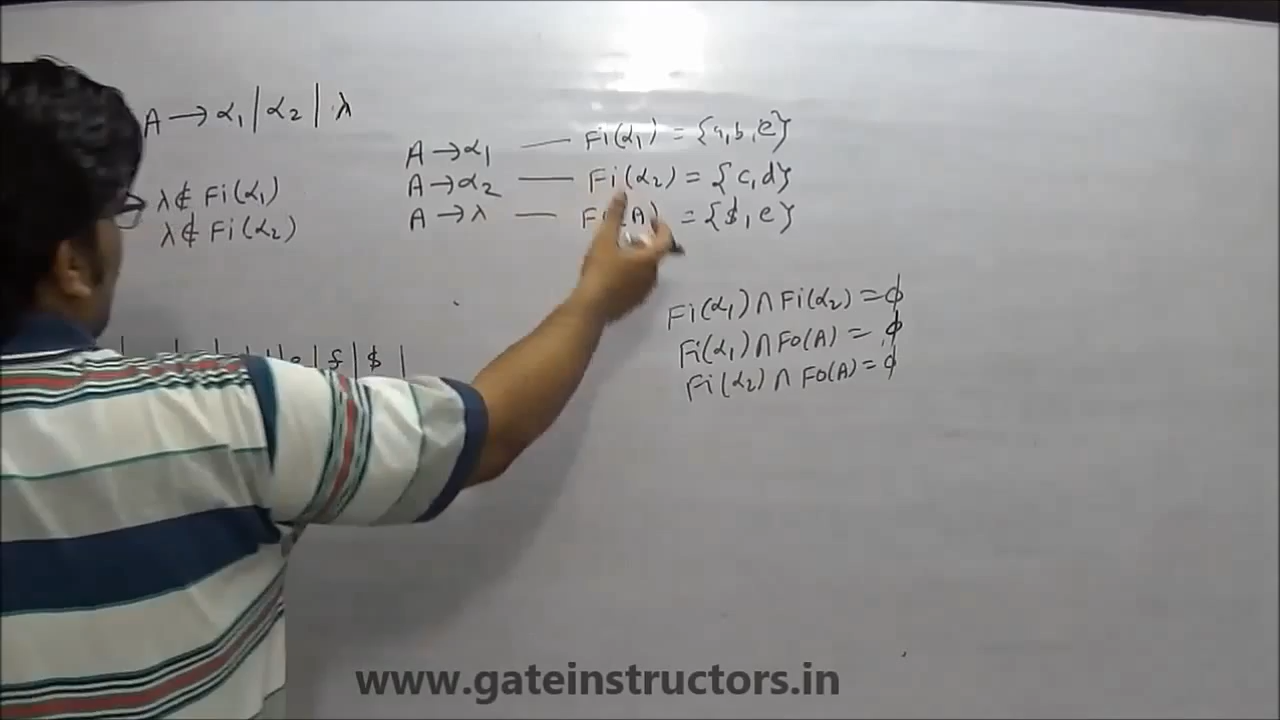 A → α₁ | α₂ | λ
λ ∉ Fi(α₁)
λ ∉ Fi(α₂)
A → α₁ — Fi(α₁) = {a, b, e}
A → α₂ — Fi(α₂) = {c, d}
A → λ — (A) = {$, e}
Fi(α₁) ∩ Fi(α₂) = ϕ
Fi(α₁) ∩ Fo(A) = ϕ
Fi(α₂) ∩ Fo(A) = ϕ
e | f | $ |
www.gateinstructors.in